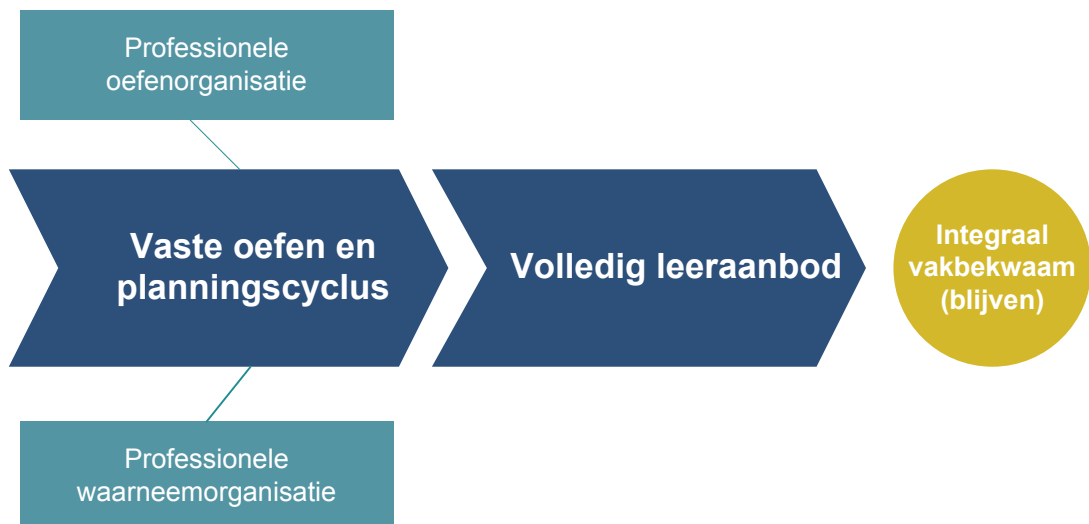 Professionele
oefenorganisatie
Vaste oefen en
planningscyclus
Volledig leeraanbod
Integraal
vakbekwaam
(blijven)
Professionele
waarneemorganisatie